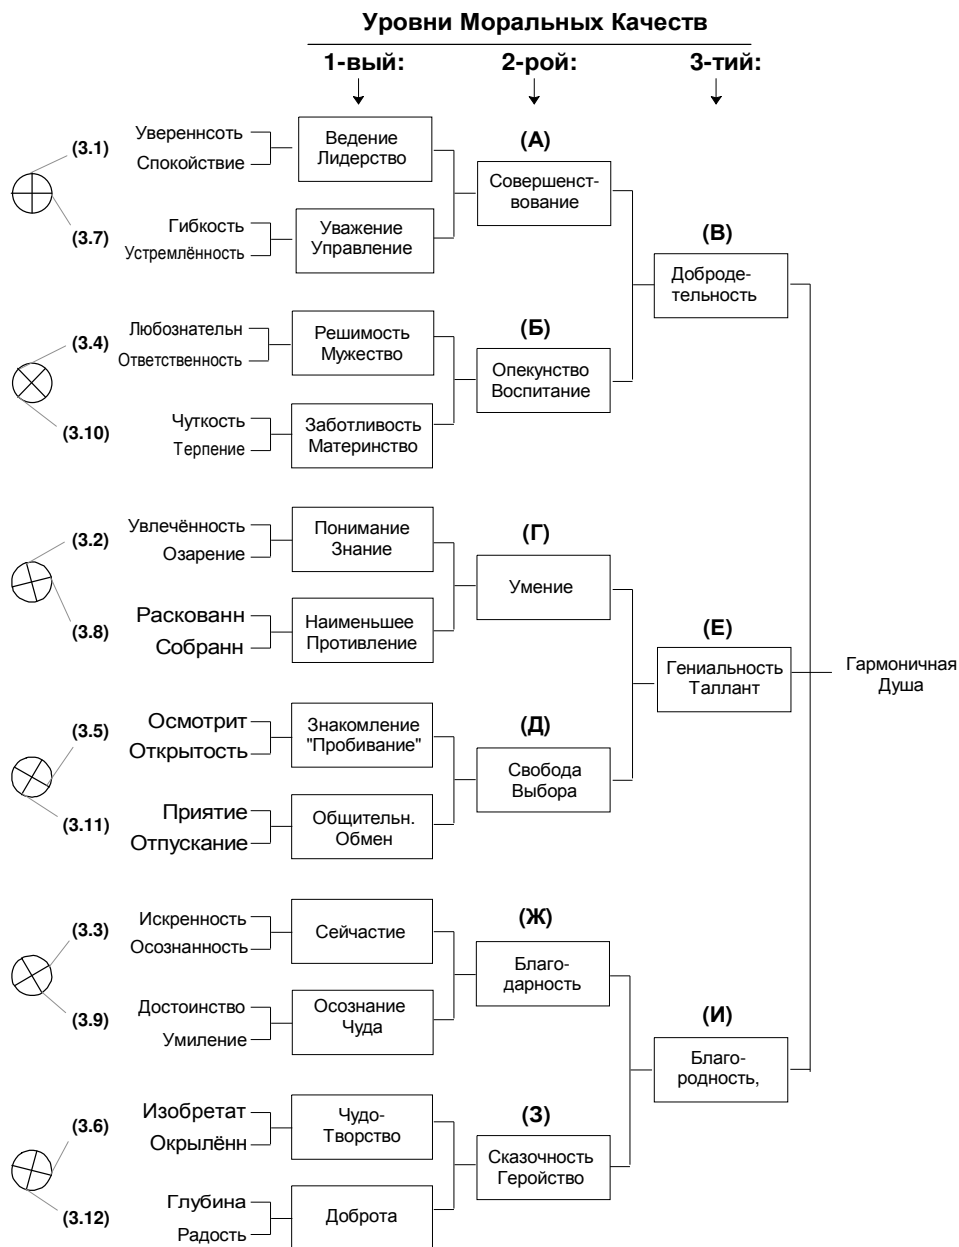 Уровни Моральных Качеств
1-вый: 2-рой: 3-тий:
(3.1)
Увереннсоть
Спокойствие
Ведение
Лидерство
(А)
Совершенст-
вование
(3.7)
Гибкость
Устремлённость
Уважение
Управление
(В)
Доброде-
тельность
(3.4)
Любознательн
Ответственность
Решимость
Мужество
(Б)
Опекунство
Воспитание
(3.10)
Чуткость
Терпение
Заботливость
Материнство
(3.2)
Увлечённость
Озарение
Понимание
Знание
(Г)
Умение
(3.8)
Раскованн
Собранн
Наименьшее
Противление
(Е)
Гениальность
Таллант
Гармоничная
Душа
(3.5)
Осмотрит
Открытость
Знакомление
"Пробивание"
(Д)
Свобода
Выбора
(3.11)
Приятие
Отпускание
Общительн.
Обмен
(3.3)
Искренность
Осознанность
Сейчастие
(Ж)
Благо-
дарность
(3.9)
Достоинство
Умиление
Осознание
Чуда
(И)
Благо-
родность,
(3.6)
Изобретат
Окрылённ
Чудо-
Творство
(З)
Сказочность
Геройство
(3.12)
Глубина
Радость
Доброта